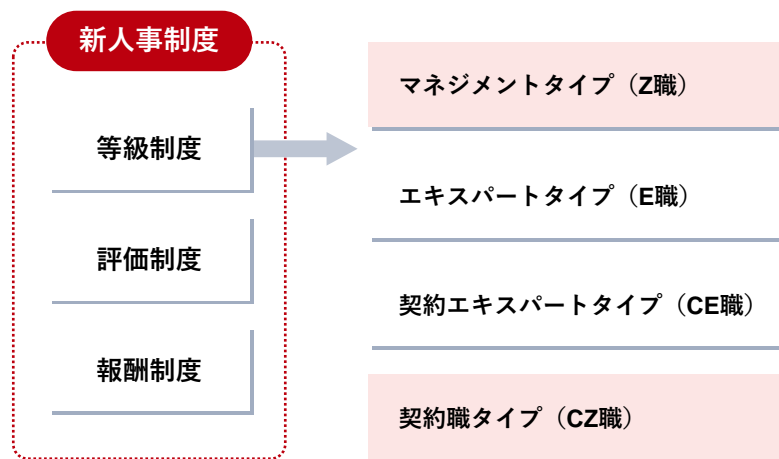 新人事制度
等級制度
評価制度
報酬制度
マネジメントタイプ（Z職）
エキスパートタイプ（E職）
契約エキスパートタイプ（CE職）
契約職タイプ（CZ職）